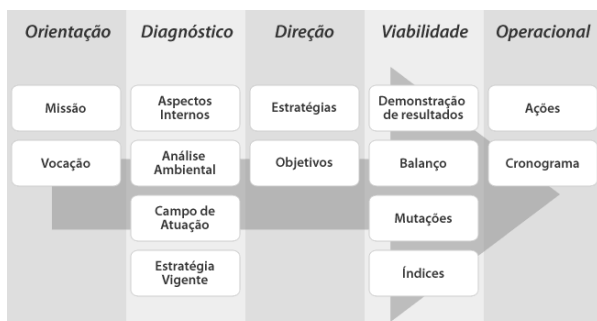 Orientação
Diagnóstico
Direção
Viabilidade
Operacional
Missão
Vocação
Aspectos
Internos
Análise
Ambiental
Campo de
Atuação
Estratégia
Vigente
Estratégias
Objetivos
Demonstração
de resultados
Balanço
Mutações
Índices
Ações
Cronograma